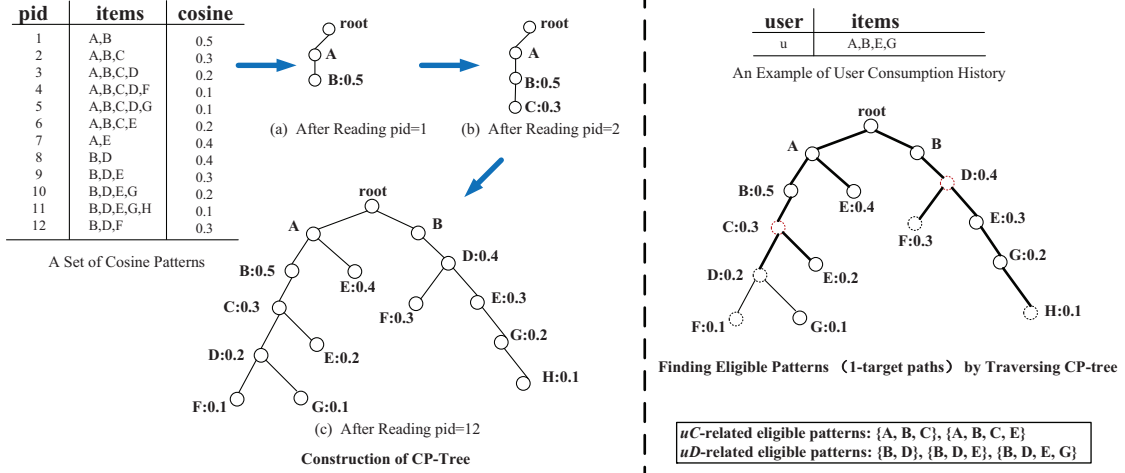 pid items cosine
1 A,B 0.5
2 A,B,C 0.3
3 A,B,C,D 0.2
4 A,B,C,D,F 0.1
5 A,B,C,D,G 0.1
6 A,B,C,E 0.2
7 A,E 0.4
8 B,D 0.4
9 B,D,E 0.3
10 B,D,E,G 0.2
11 B,D,E,G,H 0.1
12 B,D,F 0.3
A Set of Cosine Patterns
root
A
B:0.5
(a) After Reading pid=1
root
A
B:0.5
C:0.3
(b) After Reading pid=2
root
A B
B:0.5 E:0.4 D:0.4
C:0.3 F:0.3 E:0.3
D:0.2 E:0.2 G:0.2
F:0.1 G:0.1 H:0.1
(c) After Reading pid=12
Construction of CP-Tree
user items
u A,B,E,G
An Example of User Consumption History
root
A B
B:0.5 E:0.4 D:0.4
C:0.3 F:0.3 E:0.3
D:0.2 E:0.2 G:0.2
F:0.1 G:0.1 H:0.1
Finding Eligible Patterns （1-target paths）by Traversing CP-tree
uC-related eligible patterns: {A, B, C}, {A, B, C, E}
uD-related eligible patterns: {B, D}, {B, D, E}, {B, D, E, G}